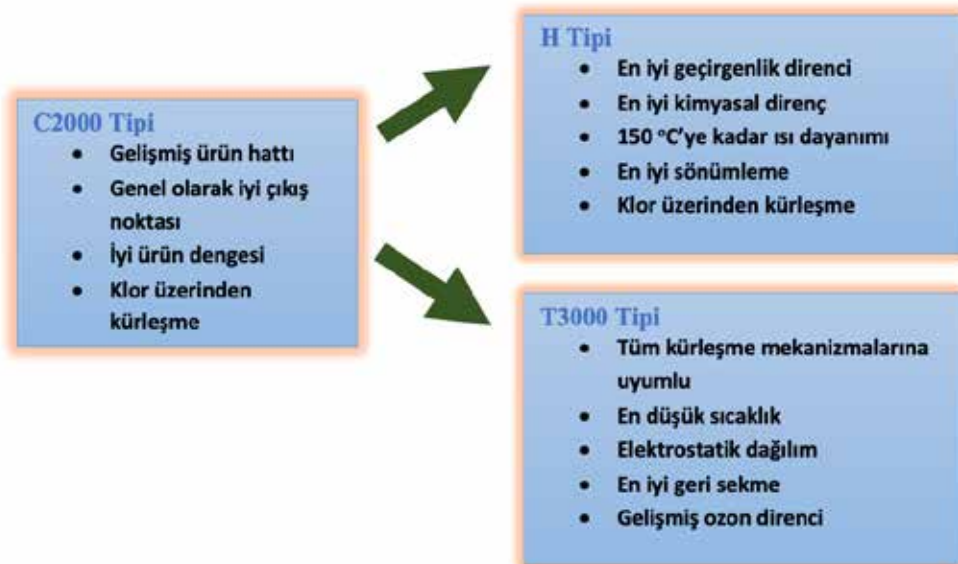 C2000 Tipi
• Gelişmiş ürün hattı
• Genel olarak iyi çıkış
noktası
• İyi ürün dengesi
• Klor üzerinden
kürleşme
H Tipi
• En iyi geçirgenlik direnci
• En iyi kimyasal direnç
• 150 °C'ye kadar ısı dayanımı
• En iyi sönümleme
• Klor üzerinden kürleşme
T3000 Tipi
• Tüm kürleşme mekanizmalarına
uyumlu
• En düşük sıcaklık
• Elektrostatik dağılım
• En iyi geri sekme
• Gelişmiş ozon direnci